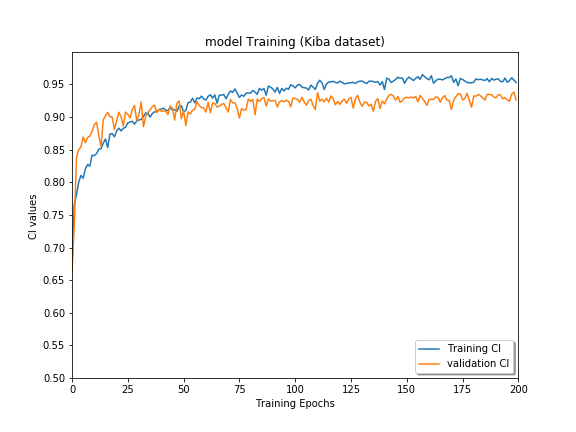 model Training (Kiba dataset)
CI values
0.95
0.90
0.85
0.80
0.75
0.70
0.65
0.60
0.55
0.50
Training CI
validation CI
0 25 50 75 100 125 150 175 200
Training Epochs